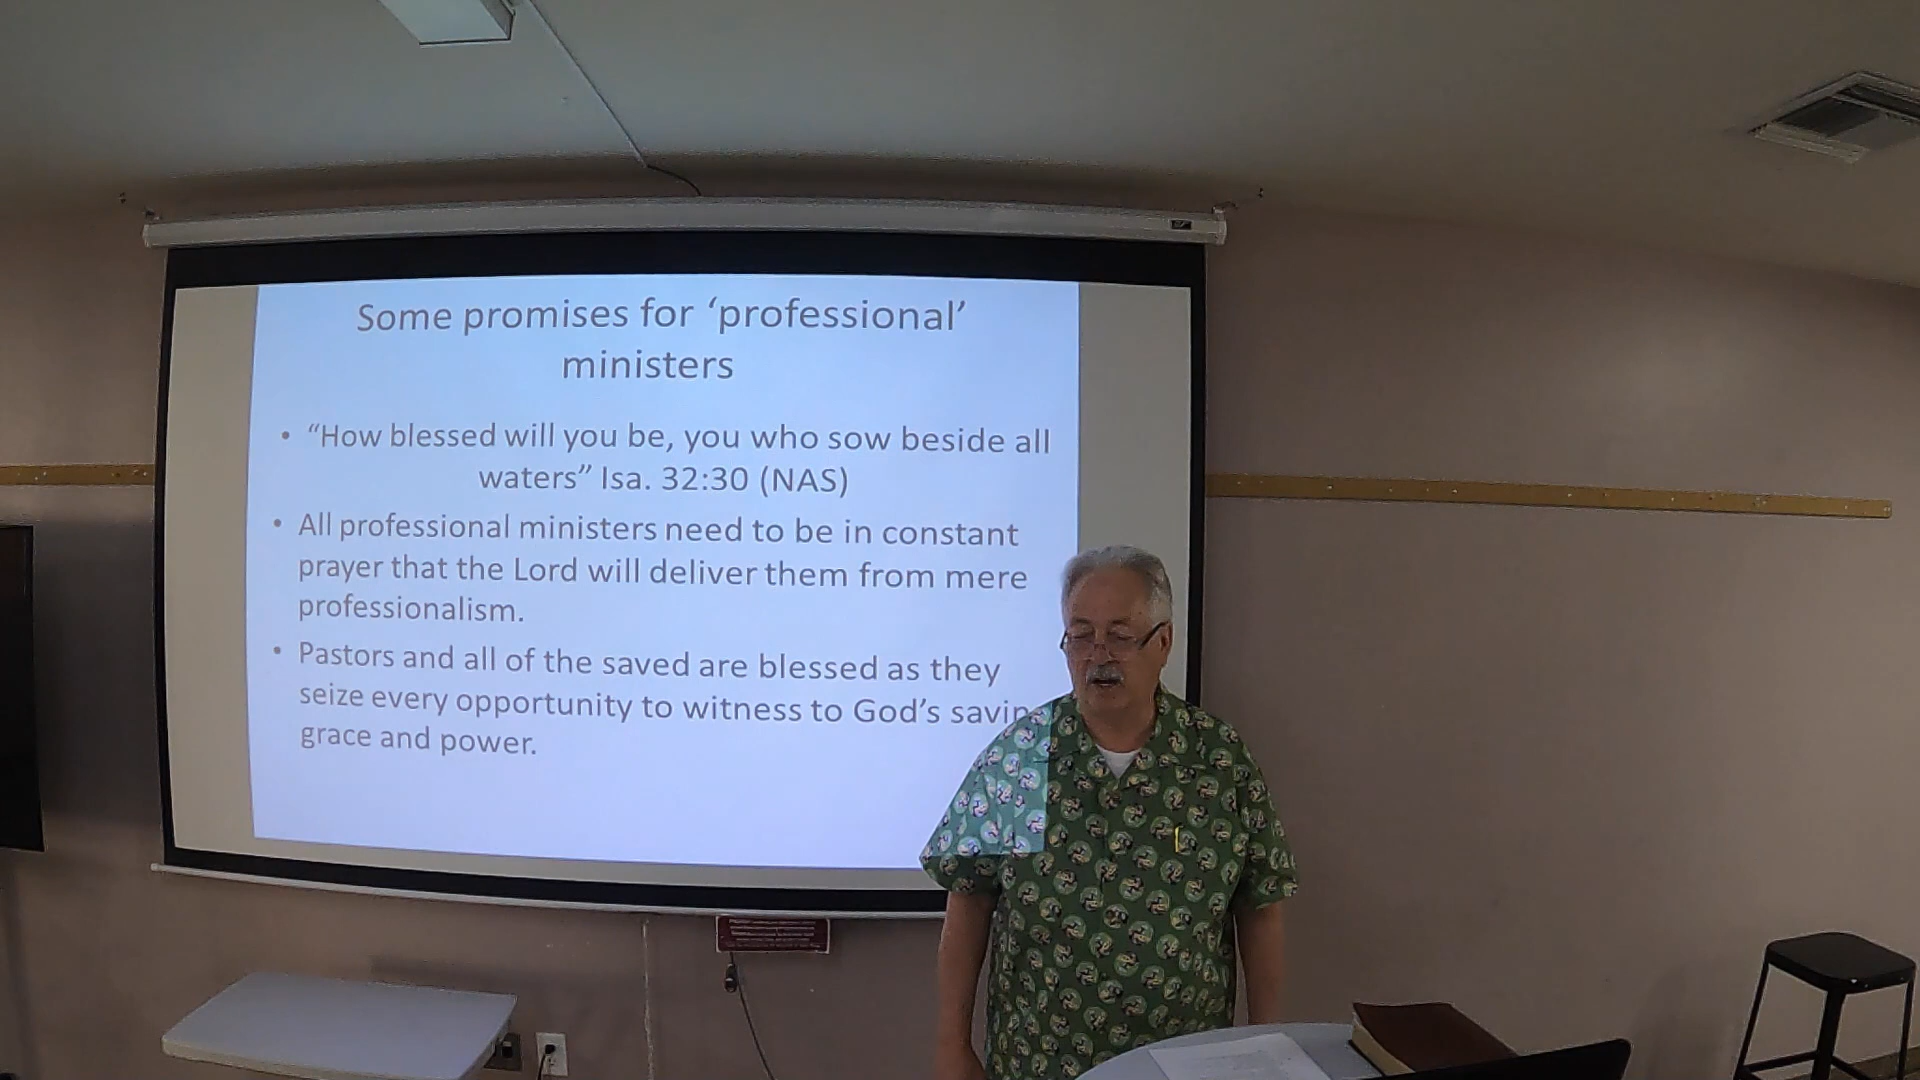 Some promises for ‘professional’
ministers
• “How blessed will you be, you who sow beside all
waters” Isa. 32:30 (NAS)
• All professional ministers need to be in constant
prayer that the Lord will deliver them from mere
professionalism.
• Pastors and all of the saved are blessed as they
seize every opportunity to witness to God’s savin
grace and power.